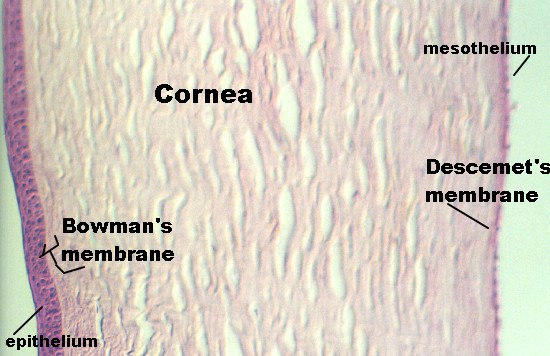 mesothelium
Cornea
Descemet's
membrane
Bowman's
membrane
epithelium